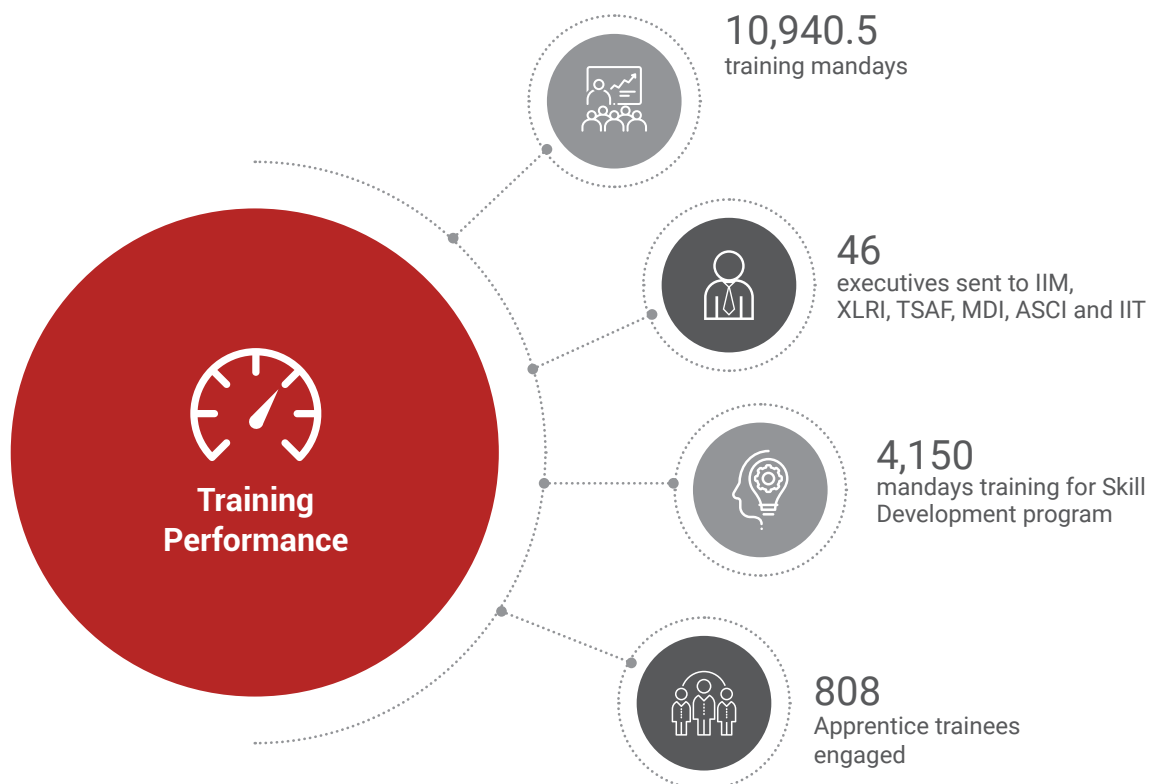 10,940.5
training mandays
46
executives sent to IIM,
XLRI, TSAF, MDI, ASCI and IIT
Training
Performance
4,150
mandays training for Skill
Development program
808
Apprentice trainees
engaged